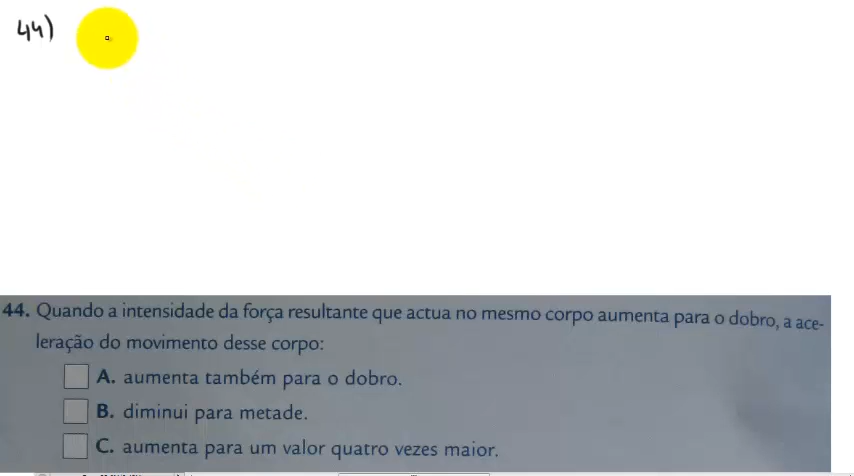 44)
44. Quando a intensidade da força resultante que actua no mesmo corpo aumenta para o dobro, a ace-
leração do movimento desse corpo:
A. aumenta também para o dobro.
B. diminui para metade.
C. aumenta para um valor quatro vezes maior.